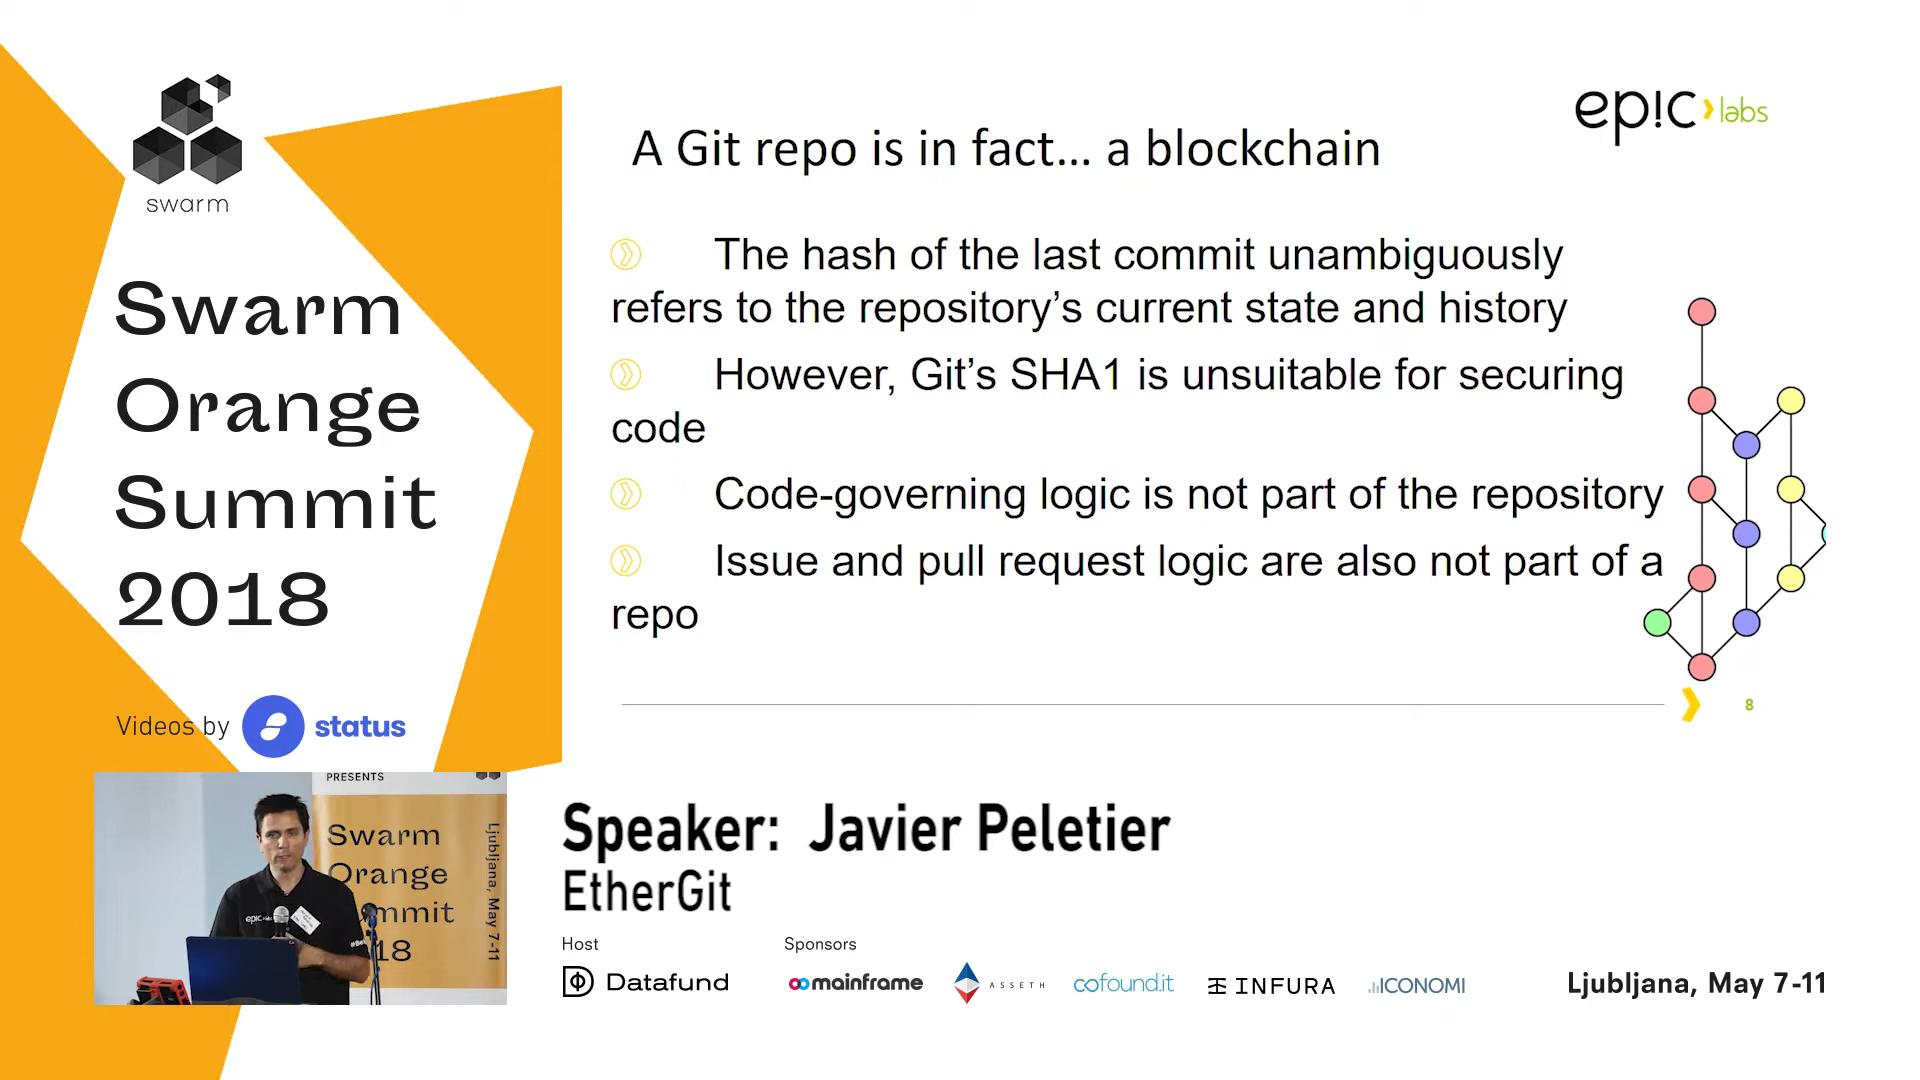 swarm
Swarm
Orange
Summit
2018
Videos by status
epic labs
A Git repo is in fact... a blockchain
The hash of the last commit unambiguously
refers to the repository’s current state and history
However, Git’s SHA1 is unsuitable for securing
code
Code-governing logic is not part of the repository
Issue and pull request logic are also not part of a
repo
8
PRESENTS
Swarm
Orange
ummit
18
Ljubljana, May 7-11
epic
Speaker: Javier Peletier
EtherGit
Host
Sponsors
Datafund
mainframe
ASSETH
cofound.it
INFURA
ICONOMI
Ljubljana, May 7-11